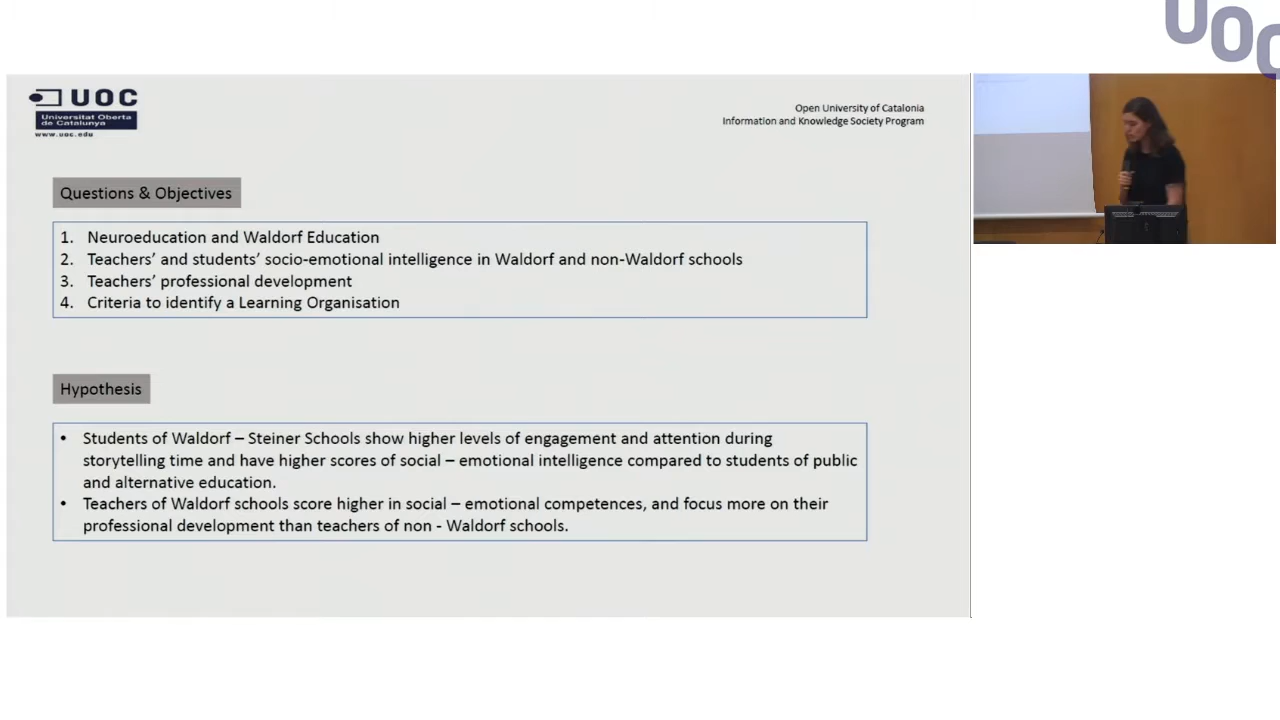 UOC
UOC
Universitat Oberta
de Catalunya
www.uoc.edu
Open University of Catalonia
Information and Knowledge Society Program
Questions & Objectives
1. Neuroeducation and Waldorf Education
2. Teachers’ and students’ socio-emotional intelligence in Waldorf and non-Waldorf schools
3. Teachers’ professional development
4. Criteria to identify a Learning Organisation
Hypothesis
• Students of Waldorf – Steiner Schools show higher levels of engagement and attention during
storytelling time and have higher scores of social – emotional intelligence compared to students of public
and alternative education.
• Teachers of Waldorf schools score higher in social – emotional competences, and focus more on their
professional development than teachers of non - Waldorf schools.